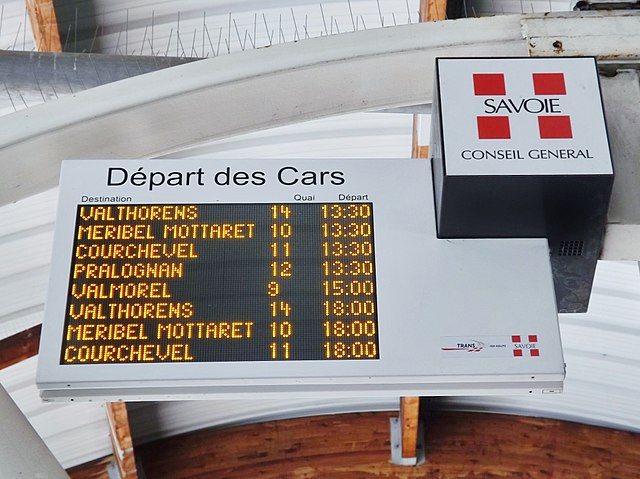 SAVOIE
CONSEIL GENERAL
Départ des Cars
Destination Quai Départ
VALTHORENS 14 13:30
MERIBEL MOTTARET 10 13:30
COURCHEVEL 11 13:30
PRALOGNAN 12 13:30
VALMOREL 9 15:00
VALTHORENS 14 18:00
MERIBEL MOTTARET 10 18:00
COURCHEVEL 11 18:00
TRANS SAVOIE